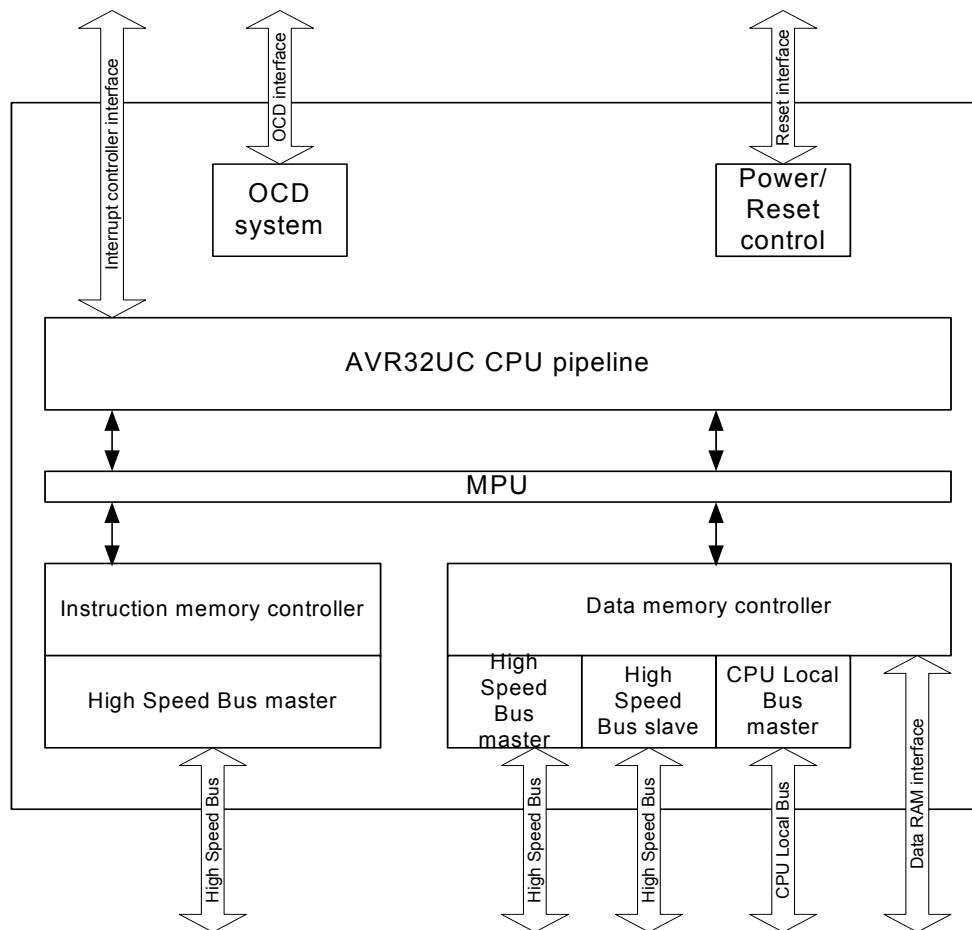 Interrupt controller interface
OCD interface
Reset interface
OCD
system
Power/
Reset
control
AVR32UC CPU pipeline
MPU
Instruction memory controller
Data memory controller
High Speed Bus master
High
Speed
Bus
master
High
Speed
Bus slave
CPU Local
Bus
master
High Speed Bus
High Speed Bus
High Speed Bus
CPU Local Bus
Data RAM interface